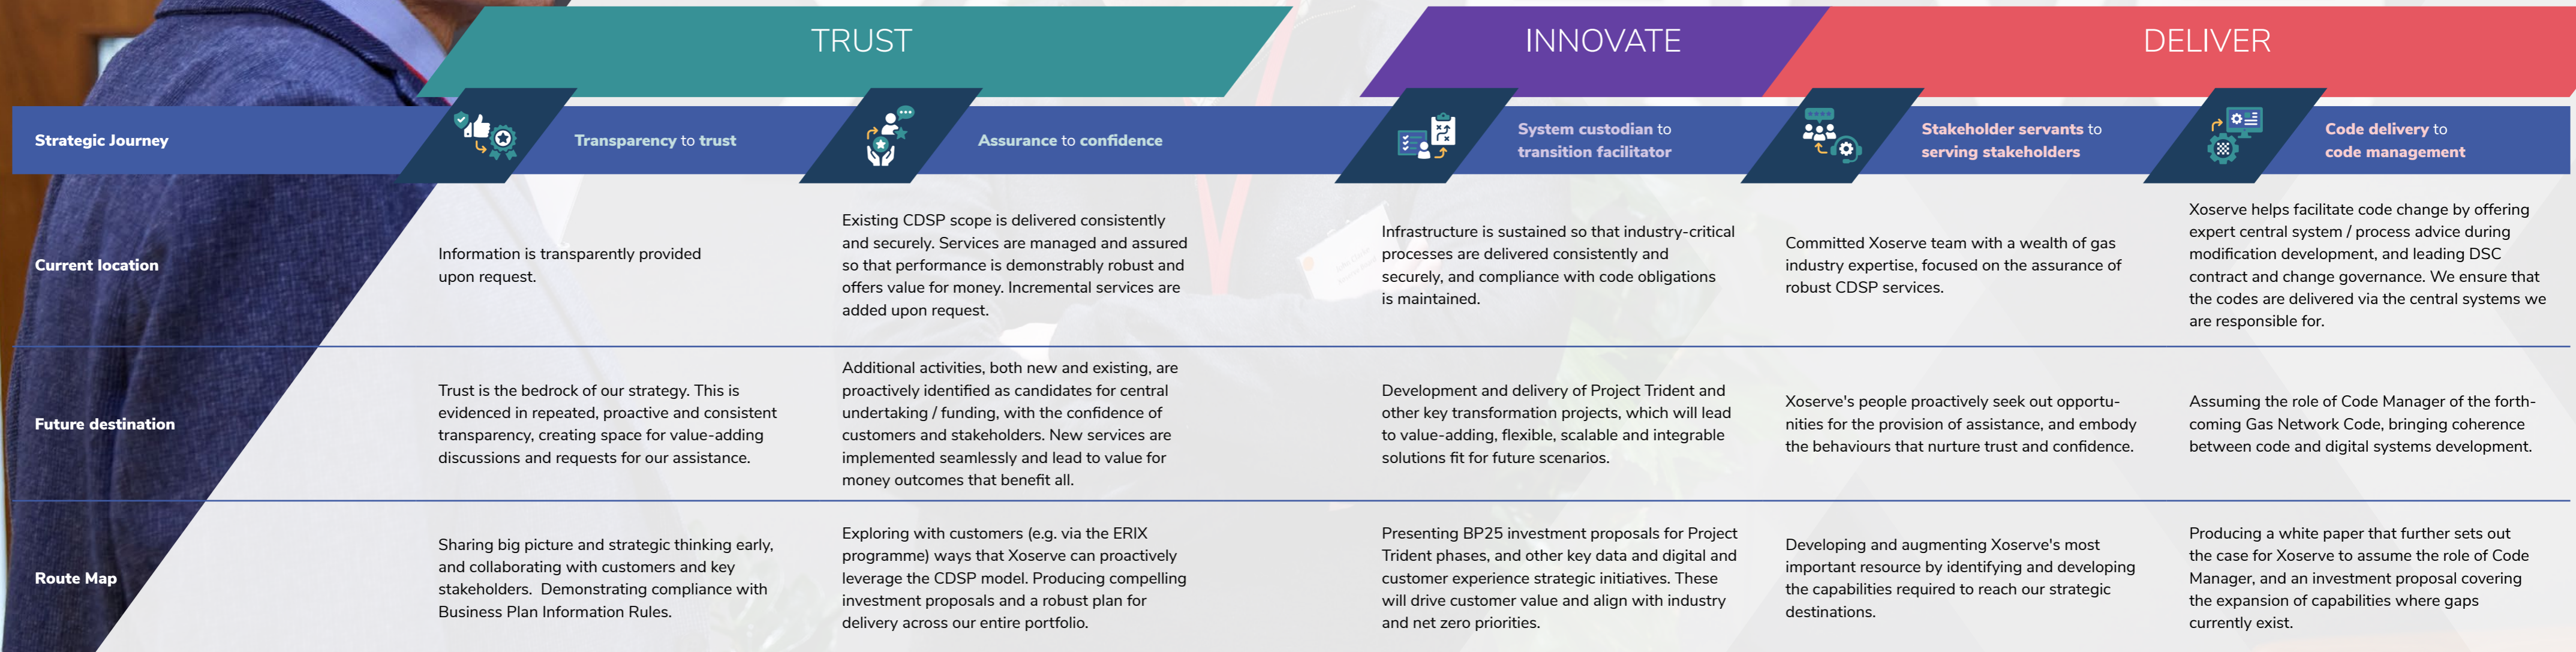 TRUST
INNOVATE
DELIVER
Strategic Journey
Transparency to trust
Assurance to confidence
System custodian to
transition facilitator
Stakeholder servants to
serving stakeholders
Code delivery to
code management
Current location
Information is transparently provided
upon request.
Existing CDSP scope is delivered consistently
and securely. Services are managed and assured
so that performance is demonstrably robust and
offers value for money. Incremental services are
added upon request.
Infrastructure is sustained so that industry-critical
processes are delivered consistently and
securely, and compliance with code obligations
is maintained.
Committed Xoserve team with a wealth of gas
industry expertise, focused on the assurance of
robust CDSP services.
Xoserve helps facilitate code change by offering
expert central system / process advice during
modification development, and leading DSC
contract and change governance. We ensure that
the codes are delivered via the central systems we
are responsible for.
Future destination
Trust is the bedrock of our strategy. This is
evidenced in repeated, proactive and consistent
transparency, creating space for value-adding
discussions and requests for our assistance.
Additional activities, both new and existing, are
proactively identified as candidates for central
undertaking / funding, with the confidence of
customers and stakeholders. New services are
implemented seamlessly and lead to value for
money outcomes that benefit all.
Development and delivery of Project Trident and
other key transformation projects, which will lead
to value-adding, flexible, scalable and integrable
solutions fit for future scenarios.
Xoserve's people proactively seek out opportu-
nities for the provision of assistance, and embody
the behaviours that nurture trust and confidence.
Assuming the role of Code Manager of the forth-
coming Gas Network Code, bringing coherence
between code and digital systems development.
Route Map
Sharing big picture and strategic thinking early,
and collaborating with customers and key
stakeholders.  Demonstrating compliance with
Business Plan Information Rules.
Exploring with customers (e.g. via the ERIX
programme) ways that Xoserve can proactively
leverage the CDSP model. Producing compelling
investment proposals and a robust plan for
delivery across our entire portfolio.
Presenting BP25 investment proposals for Project
Trident phases, and other key data and digital and
customer experience strategic initiatives. These
will drive customer value and align with industry
and net zero priorities.
Developing and augmenting Xoserve's most
important resource by identifying and developing
the capabilities required to reach our strategic
destinations.
Producing a white paper that further sets out
the case for Xoserve to assume the role of Code
Manager, and an investment proposal covering
the expansion of capabilities where gaps
currently exist.